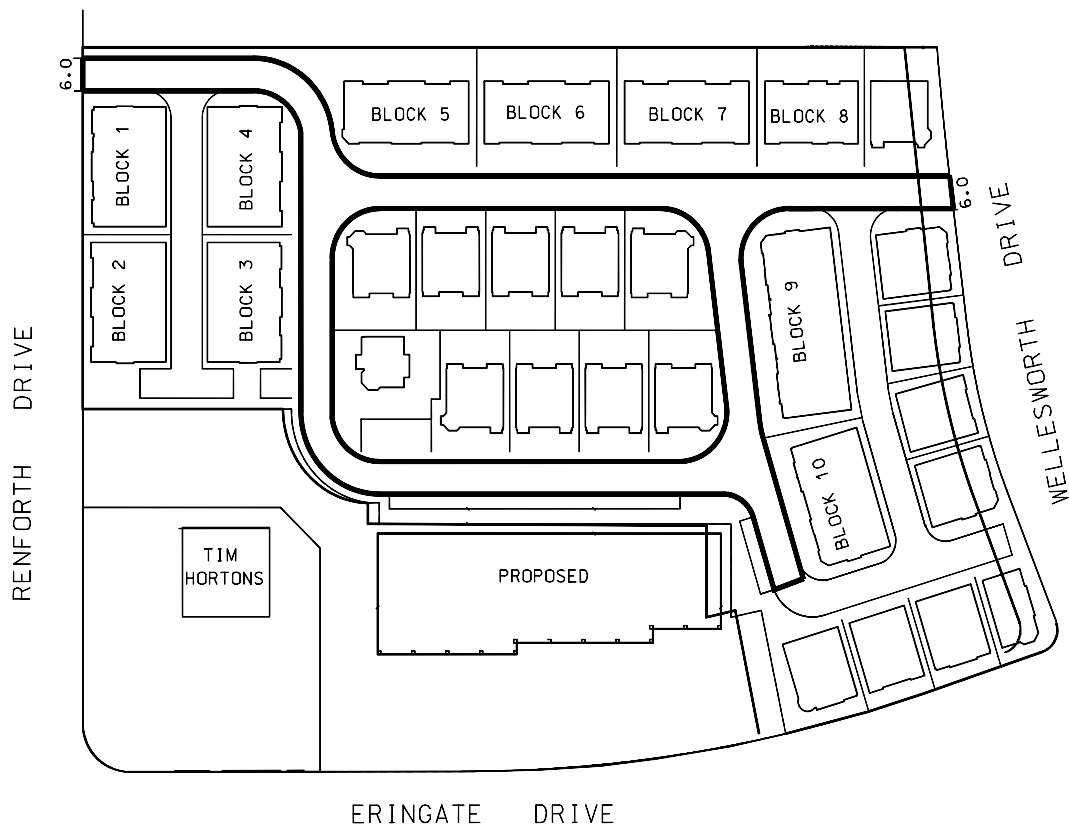 6.0
BLOCK 5
BLOCK 6
BLOCK 7
BLOCK 8
BLOCK 1
BLOCK 4
6.0
BLOCK 2
BLOCK 3
BLOCK 9
BLOCK 10
RENFORTH DRIVE
WELLESWORTH DRIVE
TIM
HORTONS
PROPOSED
ERINGATE DRIVE